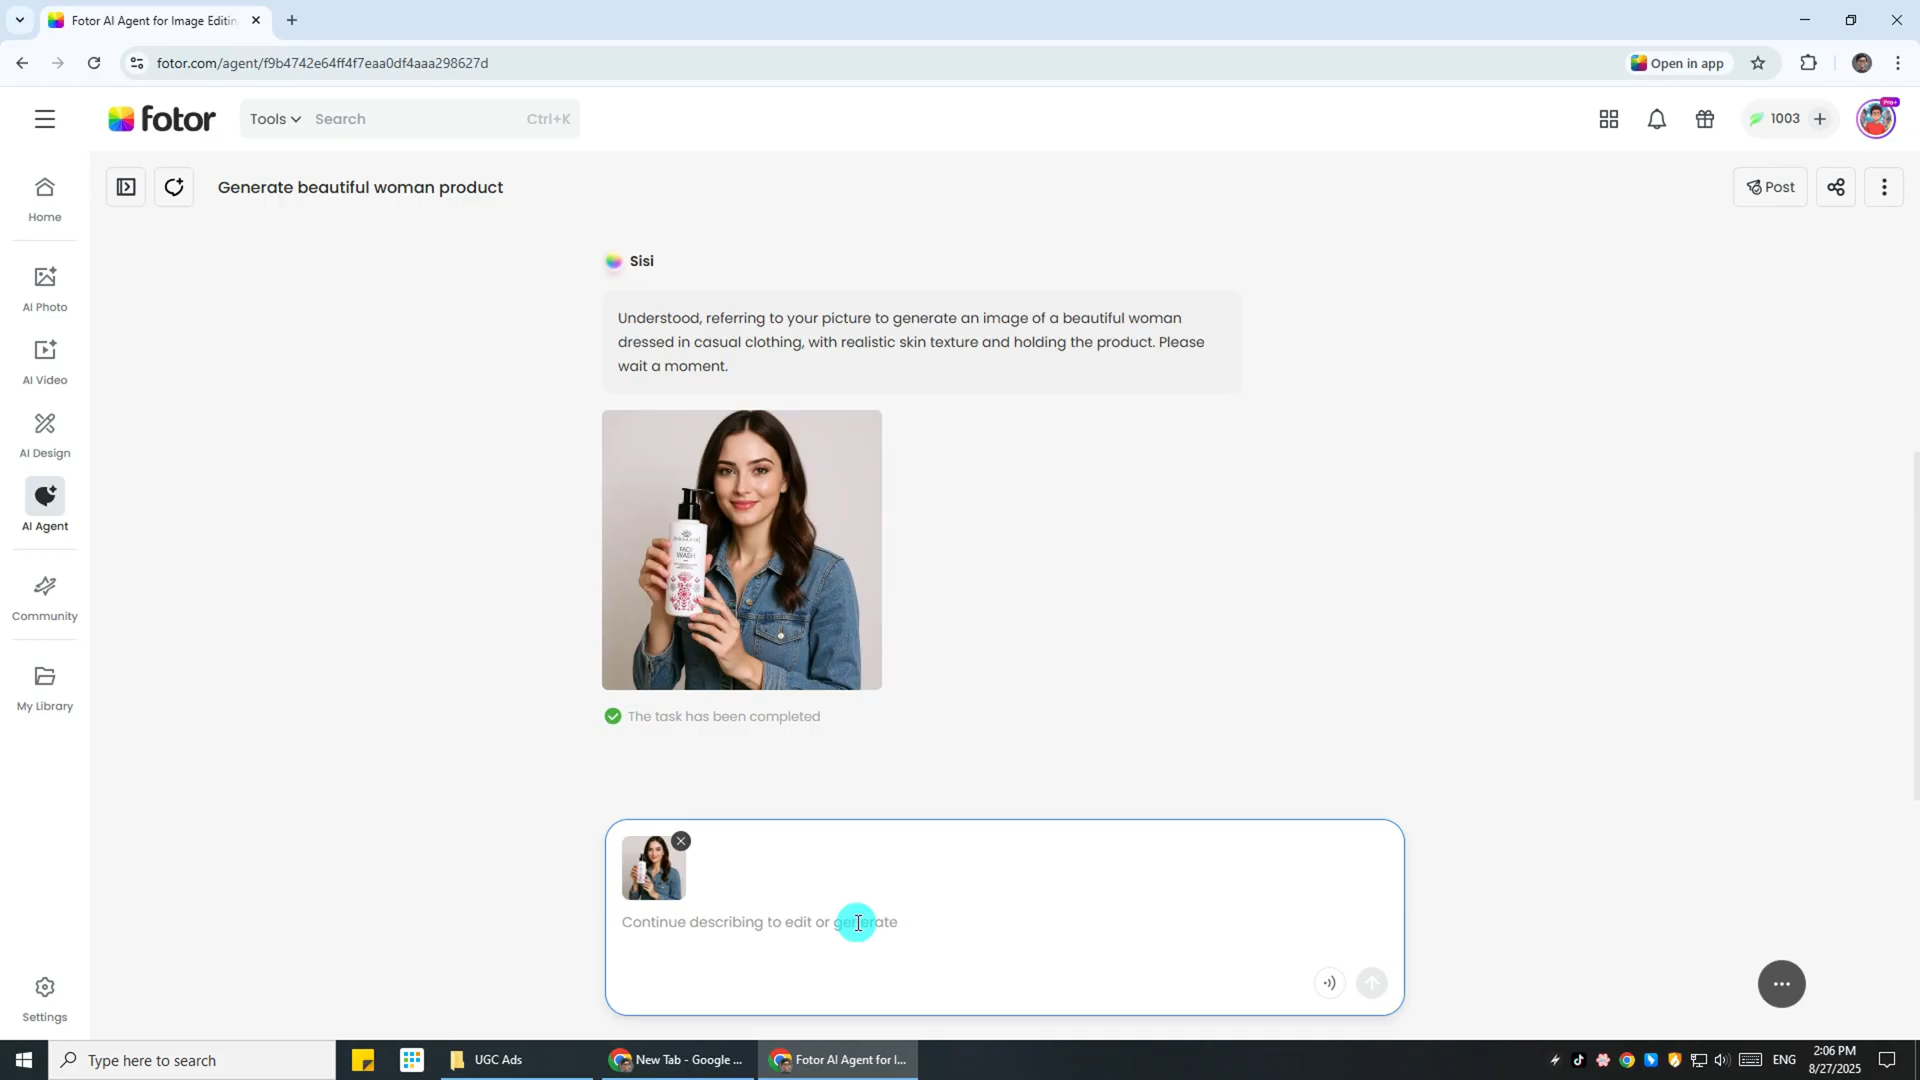 Fotor AI Agent for Image Editin
fotor.com/agent/f9b4742e64ff4f7eaa0df4aaa298627d
Open in app
fotor
Tools
Search
Ctrl+K
1003
Pro+
Home
AI Photo
AI Video
AI Design
AI Agent
Community
My Library
Settings
Generate beautiful woman product
Post
Sisi
Understood, referring to your picture to generate an image of a beautiful woman
dressed in casual clothing, with realistic skin texture and holding the product. Please
wait a moment.
FACE
WASH
The task has been completed
Continue describing to edit or generate
Type here to search
UGC Ads
New Tab - Google ...
Fotor AI Agent for I...
ENG
2:06 PM
8/27/2025